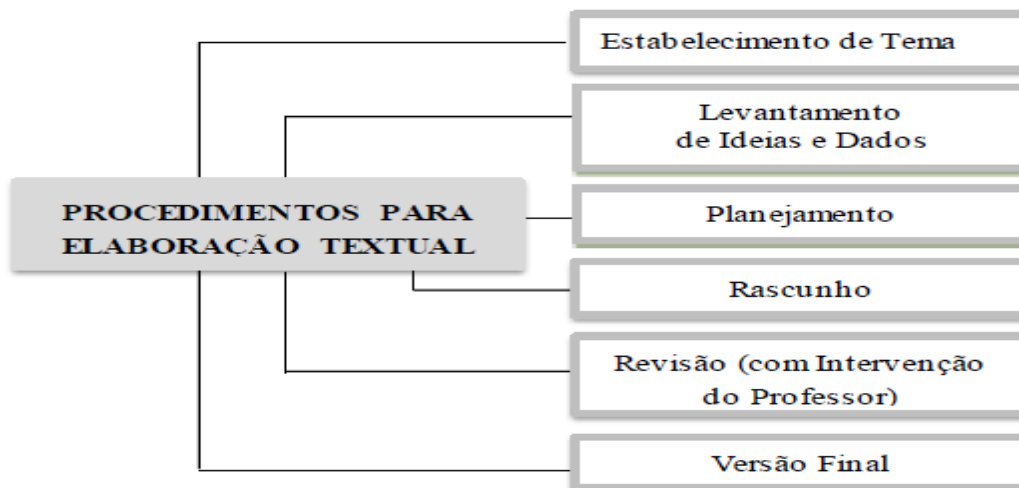 Estabelecimento de Tema
Levantamento
de Ideias e Dados
PROCEDIMENTOS PARA
ELABORAÇÃO TEXTUAL
Planejamento
Rascunho
Revisão (com Intervenção
do Professor)
Versão Final